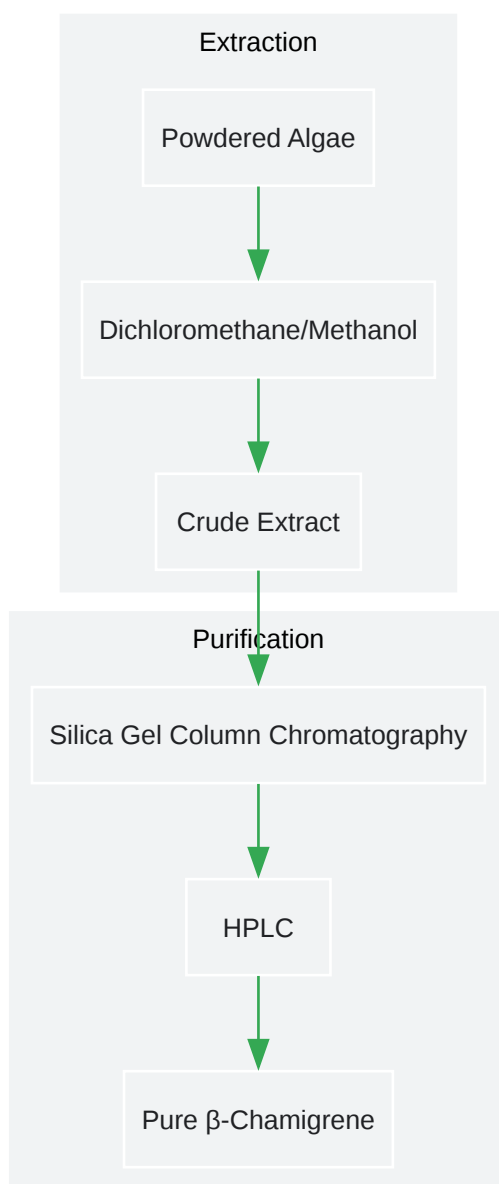 Extraction
Powdered Algae
Dichloromethane/Methanol
Crude Extract
Purification
Silica Gel Column Chromatography
HPLC
Pure β-Chamigrene